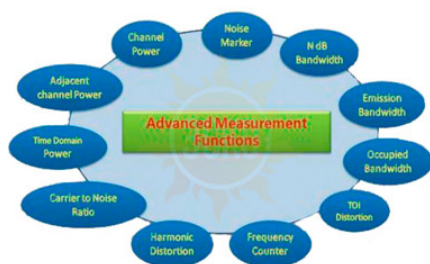 Advanced Measurement
Functions
Channel
Power
Noise
Marker
N dB
Bandwidth
Emission
Bandwidth
Occupied
Bandwidth
TOI
Distortion
Frequency
Counter
Harmonic
Distortion
Carrier to Noise
Ratio
Time Domain
Power
Adjacent
channel Power